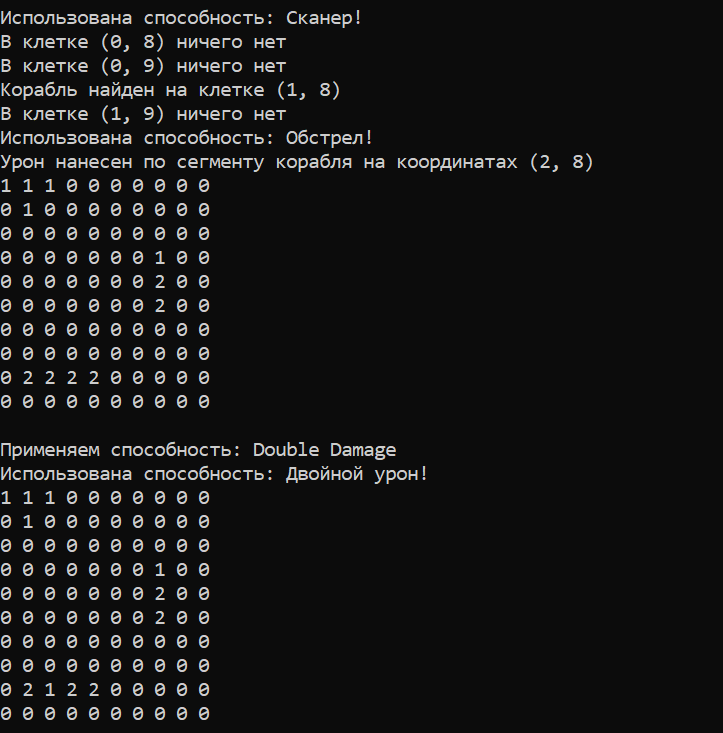 Использована способность: Сканер!
В клетке (0, 8) ничего нет
В клетке (0, 9) ничего нет
Корабль найден на клетке (1, 8)
В клетке (1, 9) ничего нет
Использована способность: Обстрел!
Урон нанесен по сегменту корабля на координатах (2, 8)
1 1 1 0 0 0 0 0 0 0
0 1 0 0 0 0 0 0 0 0
0 0 0 0 0 0 0 0 0 0
0 0 0 0 0 0 0 1 0 0
0 0 0 0 0 0 0 2 0 0
0 0 0 0 0 0 0 2 0 0
0 0 0 0 0 0 0 0 0 0
0 0 0 0 0 0 0 0 0 0
0 2 2 2 2 0 0 0 0 0
0 0 0 0 0 0 0 0 0 0
Применяем способность: Double Damage
Использована способность: Двойной урон!
1 1 1 0 0 0 0 0 0 0
0 1 0 0 0 0 0 0 0 0
0 0 0 0 0 0 0 0 0 0
0 0 0 0 0 0 0 1 0 0
0 0 0 0 0 0 0 2 0 0
0 0 0 0 0 0 0 2 0 0
0 0 0 0 0 0 0 0 0 0
0 0 0 0 0 0 0 0 0 0
0 2 1 2 2 0 0 0 0 0
0 0 0 0 0 0 0 0 0 0